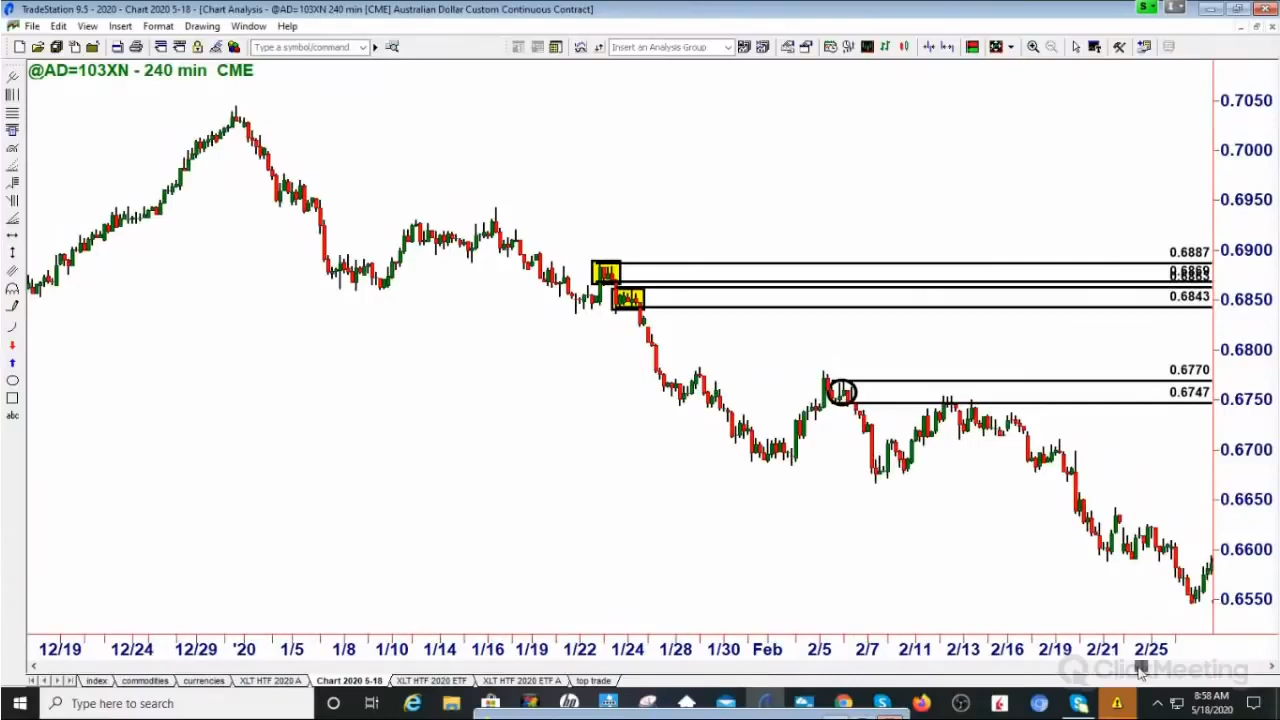 TradeStation 9.5 - 2020 - Chart 2020 5-18 - [Chart Analysis - @AD=103XN 240 min [CME] Australian Dollar Custom Continuous Contract]
File Edit View Insert Format Drawing Window Help
Type a symbol/command
Insert an Analysis Group
@AD=103XN - 240 min CME
0.7050
0.7000
0.6950
0.6900
0.6887
0.6869
0.6863
0.6850
0.6843
0.6800
0.6770
0.6750
0.6747
0.6700
0.6650
0.6600
0.6550
abc
12/19 12/24 12/29 '20 1/5 1/8 1/10 1/14 1/18 1/22 1/24 1/28 1/30 Feb 2/5 2/7 2/11 2/13 2/16 2/19 2/21 2/25
ClickMeeting
index commodities currencies XLT HTF 2020 A Chart 2020 5-18 XLT HTF 2020 ETF XLT HTF 2020 ETF A top trade
Type here to search
8:58 AM
5/18/2020